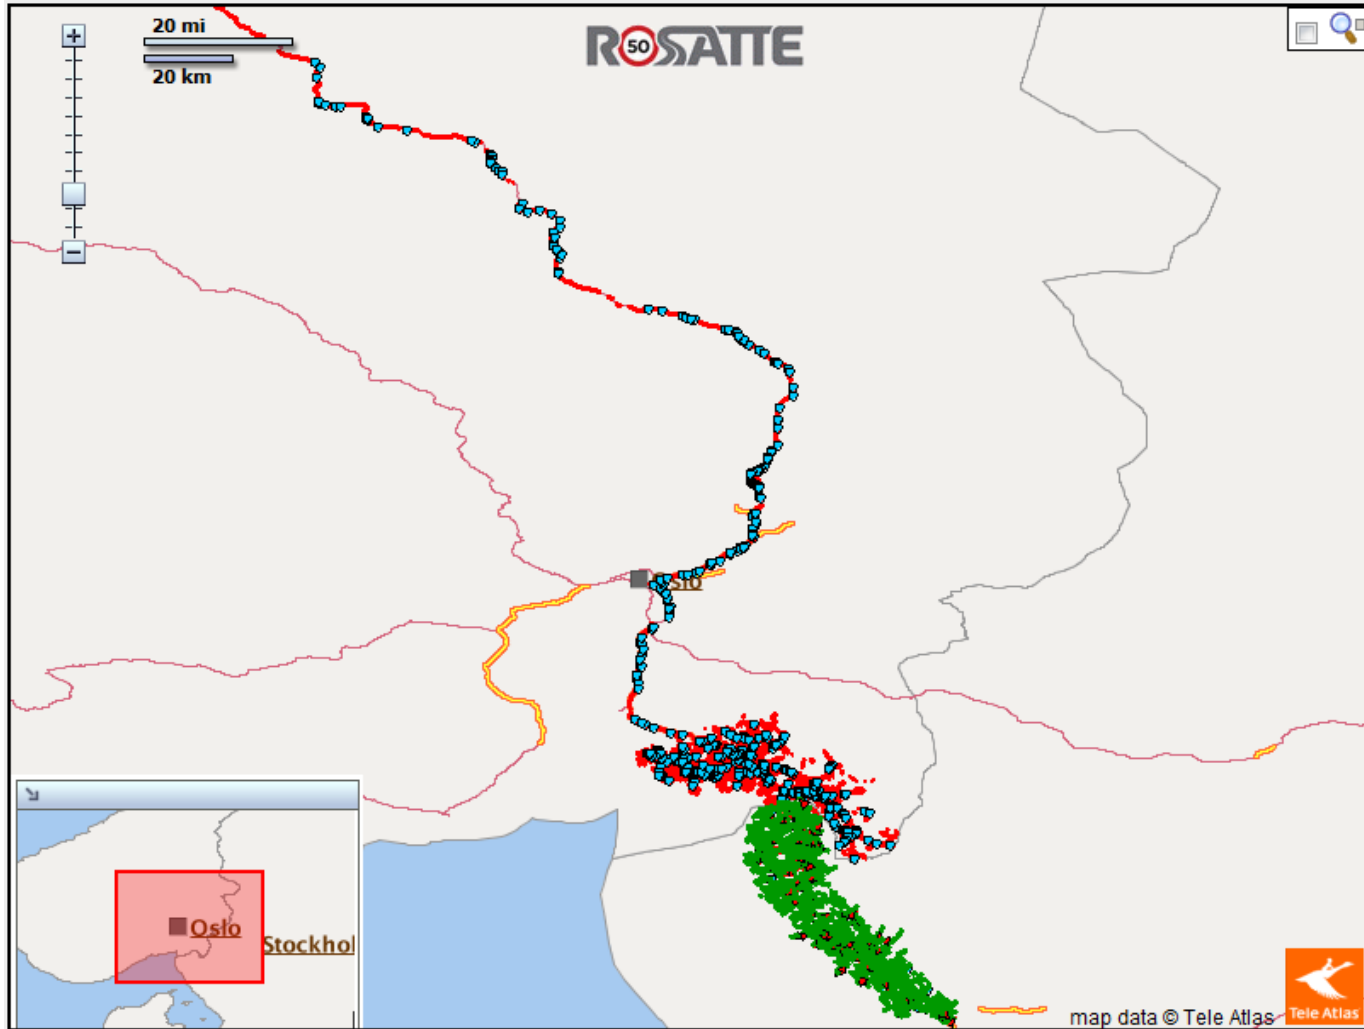 20 mi
20 km
ROSATTE
50
Oslo
Oslo
Stockhol
map data © Tele Atlas
Tele Atlas